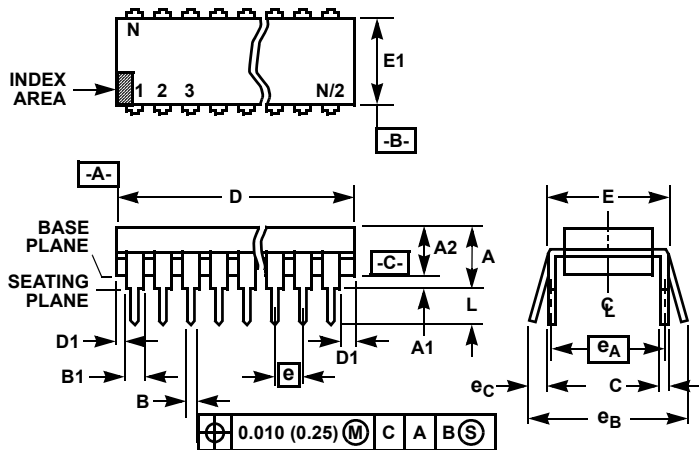 N
E1
INDEX
AREA
1 2 3 N/2
-B-
-A-
D E
BASE
PLANE
A2 A
-C-
SEATING
PLANE
L
C
L
D1 A1 D1
e eA
B1 eC C
B eB
0.010 (0.25) M C A B S